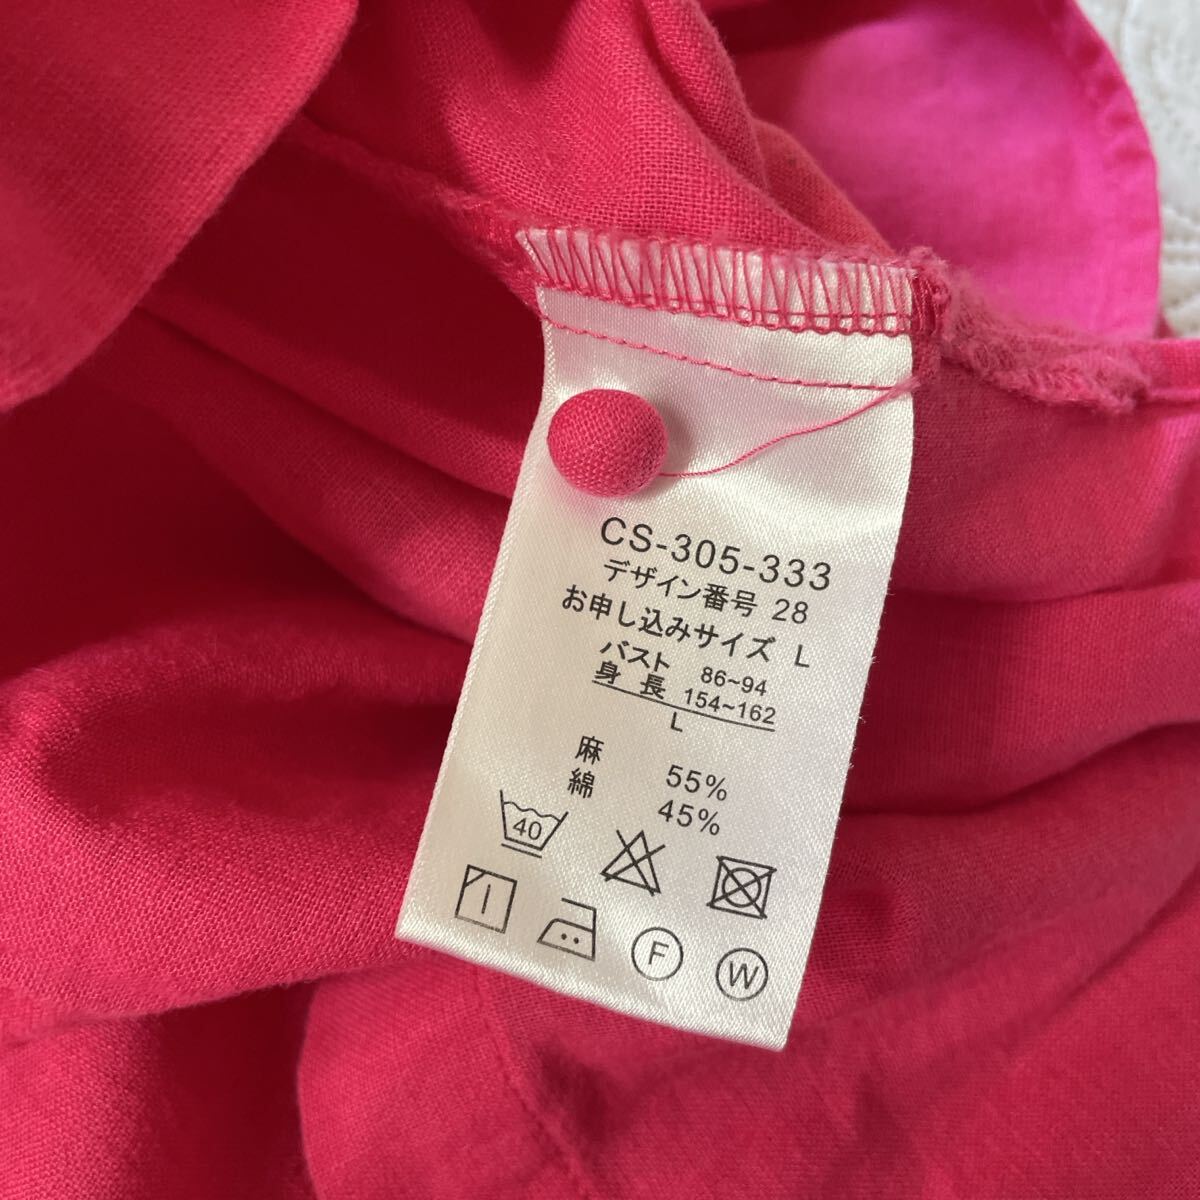 CS-305-333
デザイン番号 28
お申し込みサイズ L
バスト 86~94
身長 154~162
L
麻 55%
綿 45%
40
F
W